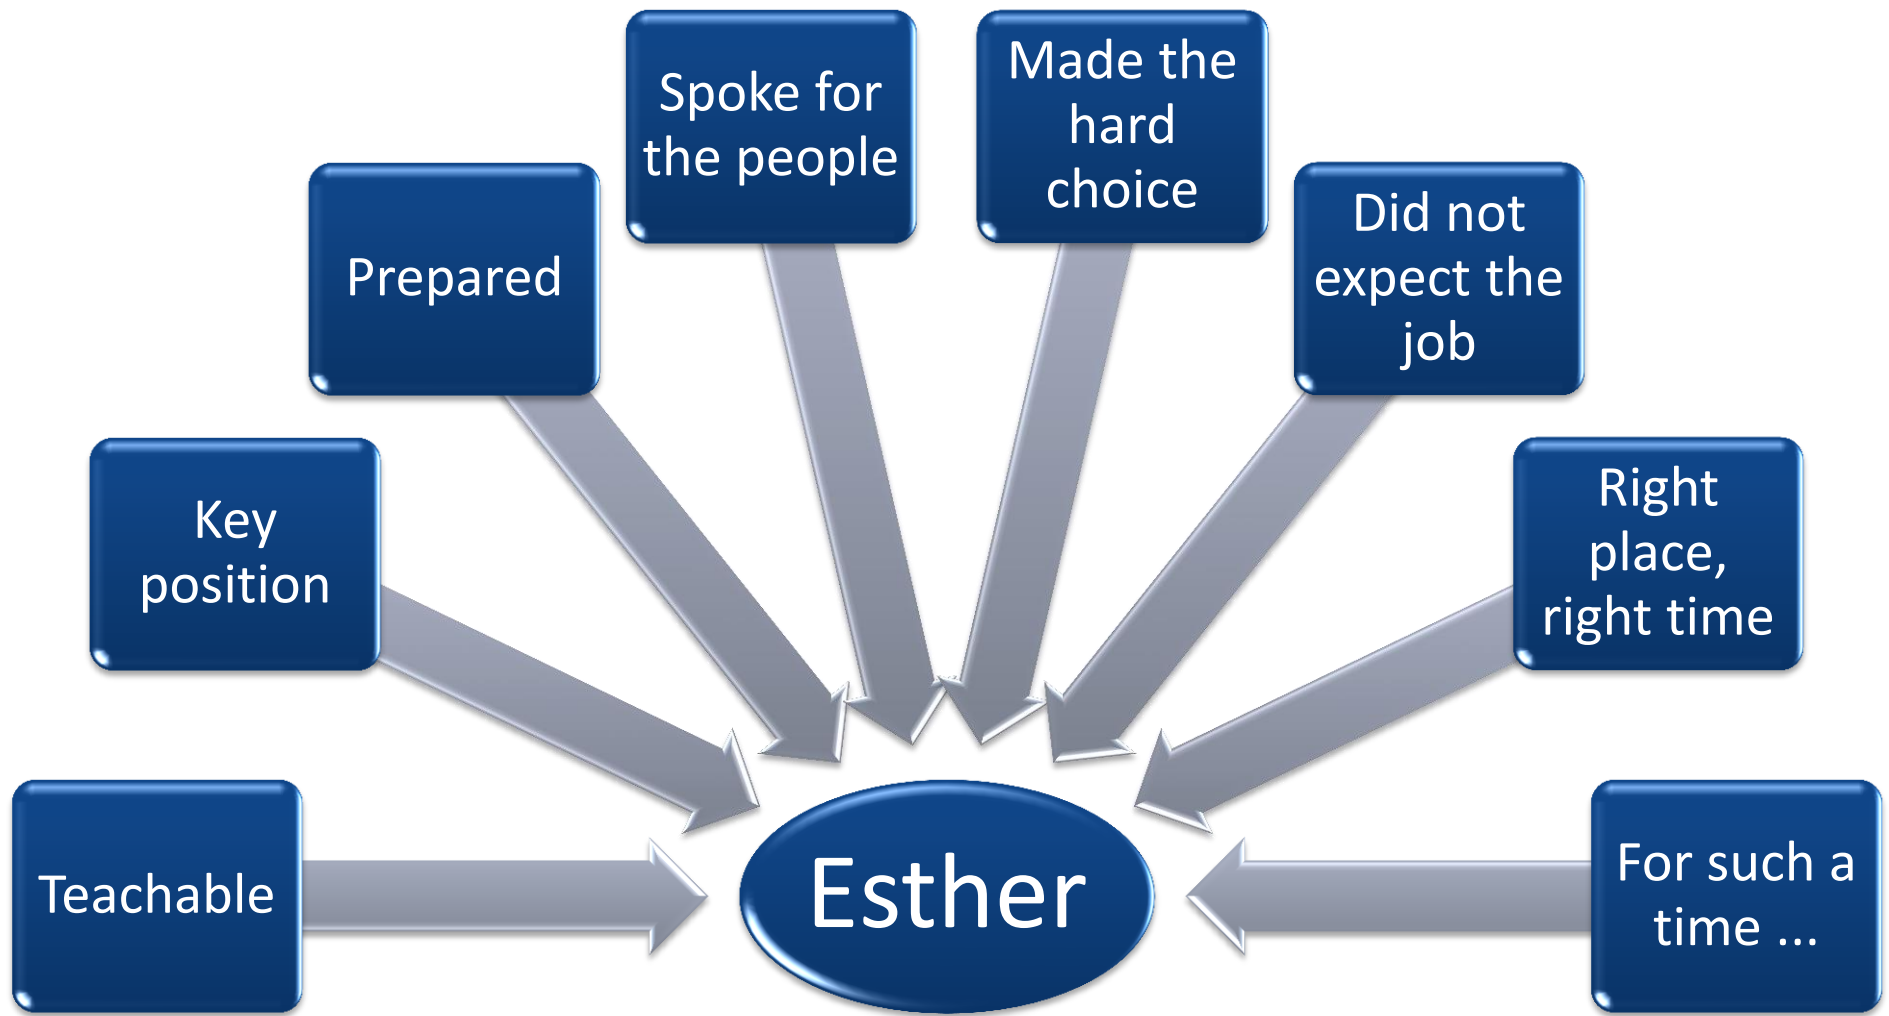 Teachable
Key
position
Prepared
Spoke for
the people
Made the
hard
choice
Did not
expect the
job
Right
place,
right time
For such a
time ...
Esther